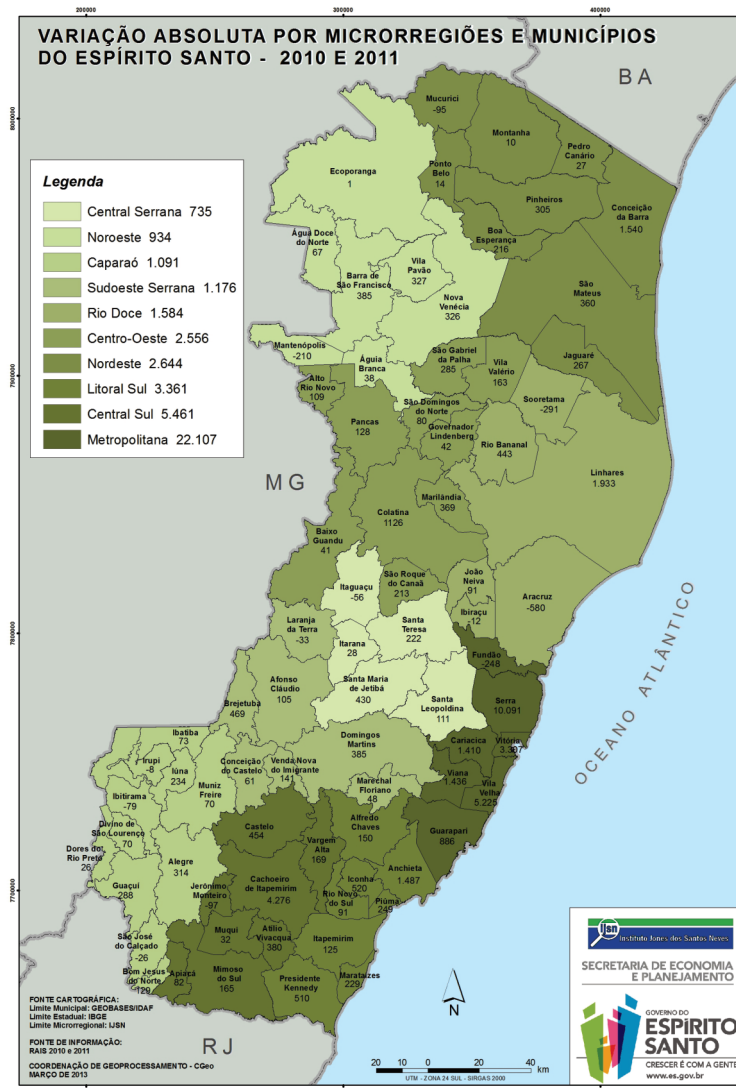 200000
300000
400000
VARIAÇÃO ABSOLUTA POR MICRORREGIÕES E MUNICÍPIOS
DO ESPÍRITO SANTO - 2010 E 2011
BA
8000000
7900000
7800000
7700000
Legenda
Central Serrana 735
Noroeste 934
Caparaó 1.091
Sudoeste Serrana 1.176
Rio Doce 1.584
Centro-Oeste 2.556
Nordeste 2.644
Litoral Sul 3.361
Central Sul 5.461
Metropolitana 22.107
Mucurici
-95
Montanha
10
Pedro
Canário
27
Ecoporanga
1
Ponto
Belo
14
Pinheiros
305
Conceição
da Barra
1.540
Água Doce
do Norte
67
Boa
Esperança
216
Vila
Pavão
327
Barra de
São Francisco
385
Nova
Venécia
326
São
Mateus
360
Mantenópolis
-210
Águia
Branca
38
São Gabriel
da Palha
285
Vila
Valério
163
Jaguaré
267
Alto
Rio Novo
109
São Domingos
do Norte
80
Sooretama
-291
Pancas
128
Governador
Lindenberg
42
Rio Bananal
443
Linhares
1.933
MG
Marilândia
369
Colatina
1126
Baixo
Guandu
41
Itaguaçu
-56
São Roque
do Canaã
213
João
Neiva
91
Aracruz
-580
Ibiraçu
-12
Laranja
da Terra
-33
Santa
Teresa
222
Itarana
28
Fundão
-248
Afonso
Cláudio
105
Santa Maria
de Jetibá
430
Santa
Leopoldina
111
Serra
10.091
Brejetuba
469
OCEANO ATLÂNTICO
Ibatiba
73
Domingos
Martins
385
Cariacica
1.410
Vitória
3.307
Irupi
-8
Iúna
234
Conceição
do Castelo
61
Venda Nova
do Imigrante
141
Viana
1.436
Vila
Velha
5.225
Ibitirama
-79
Muniz
Freire
70
Marechal
Floriano
48
Divino de
São Lourenço
70
Castelo
454
Alfredo
Chaves
150
Guarapari
886
Dores do
Rio Preto
26
Vargem
Alta
169
Alegre
314
Anchieta
1.487
Guaçuí
288
Jerônimo
Monteiro
-97
Cachoeiro
de Itapemirim
4.276
Iconha
520
Rio Novo
do Sul
91
Piúma
249
São José
do Calçado
-26
Muqui
32
Atilio
Vivacqua
380
Itapemirim
125
Bom Jesus
do Norte
129
Apiacá
82
Mimoso
do Sul
165
Presidente
Kennedy
510
Marataízes
229
RJ
FONTE CARTOGRÁFICA:
Limite Municipal: GEOBASES/IDAF
Limite Estadual: IBGE
Limite Microrregional: IJSN
FONTE DE INFORMAÇÃO:
RAIS 2010 e 2011
COORDENAÇÃO DE GEOPROCESSAMENTO - CGeo
MARÇO DE 2013
N
20 10 0 20 40
km
UTM - ZONA 24 SUL - SIRGAS 2000
ijsn
Instituto Jones dos Santos Neves
SECRETARIA DE ECONOMIA
E PLANEJAMENTO
GOVERNO DO
ESPÍRITO
SANTO
CRESCER É COM A GENTE
www.es.gov.br
200000
300000
400000